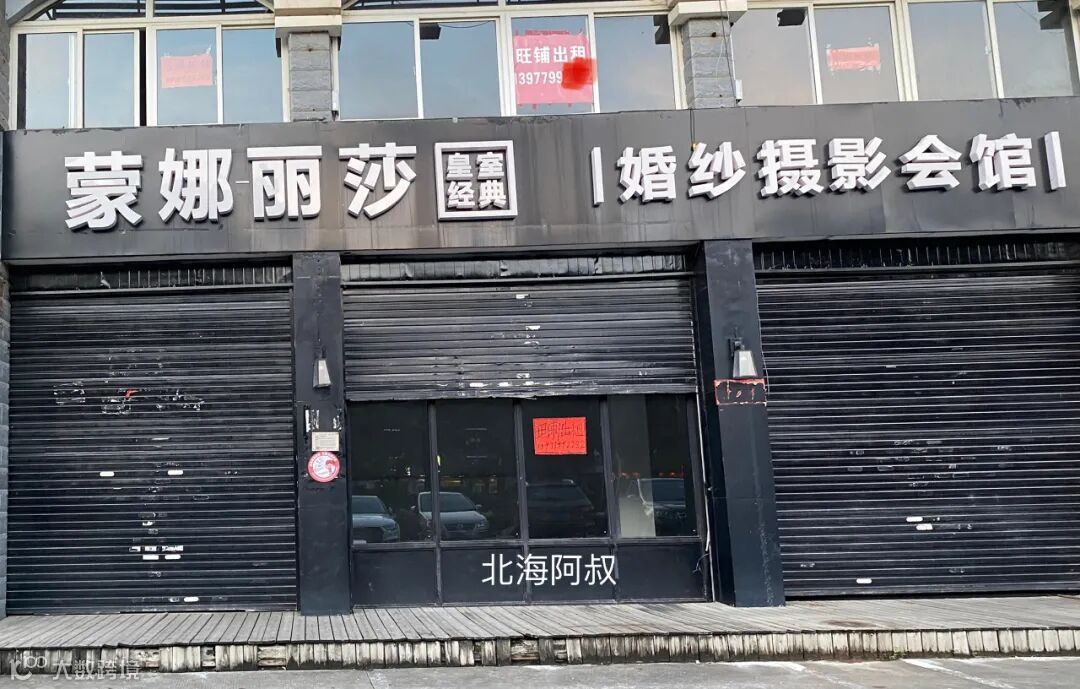 旺铺出租
139779
蒙娜丽莎
皇室
经典
婚纱摄影会馆
旺铺出租
北海阿叔
大数跨境